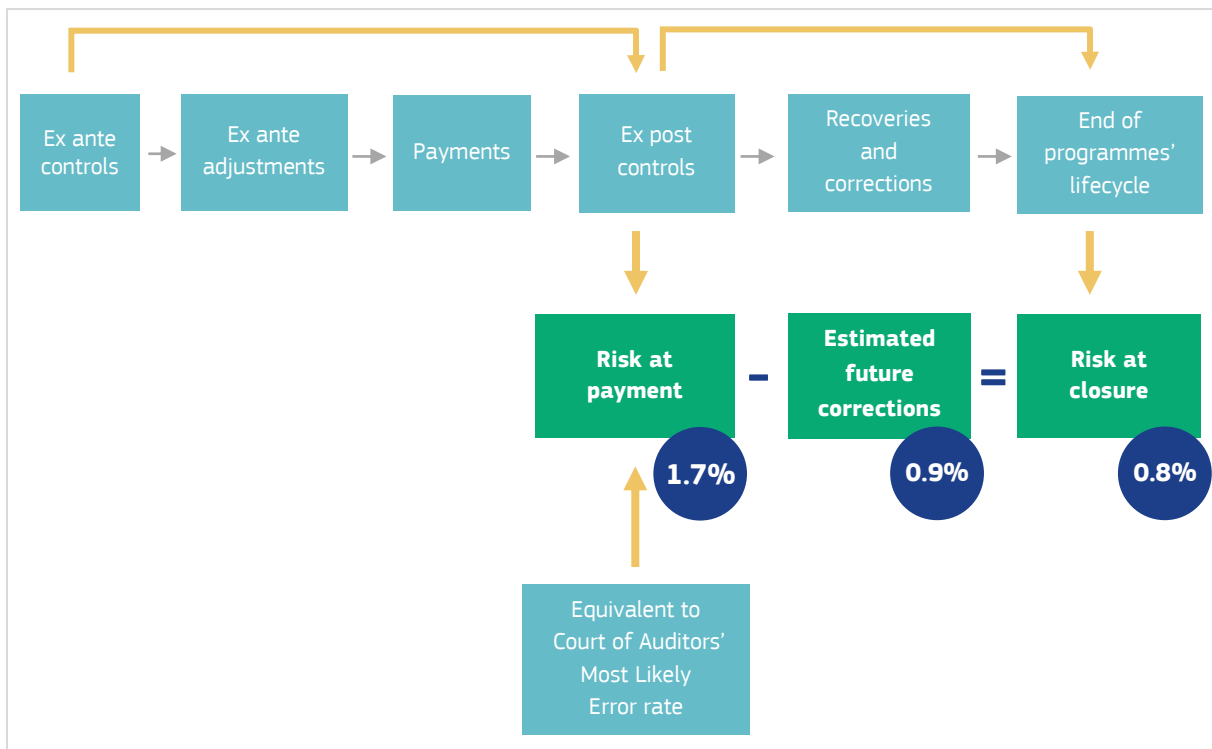 Ex ante
controls
Ex ante
adjustments
Payments
Ex post
controls
Recoveries
and
corrections
End of
programmes’
lifecycle
Risk at
payment
-
Estimated
future
corrections
=
Risk at
closure
1.7%
0.9%
0.8%
Equivalent to
Court of Auditors’
Most Likely
Error rate